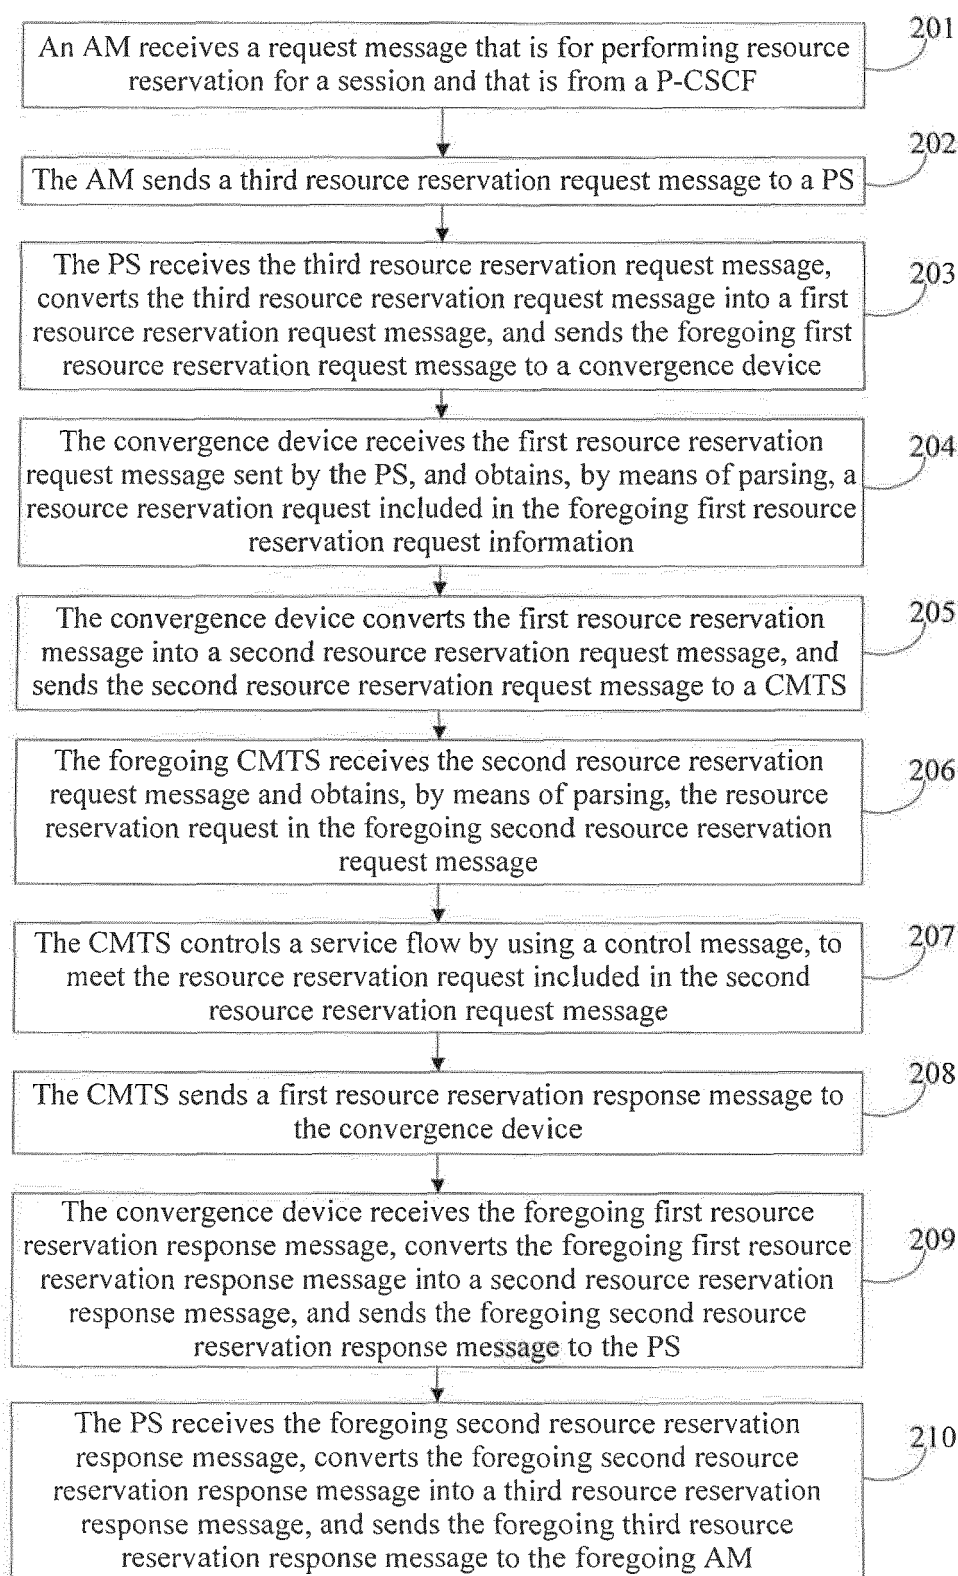 An AM receives a request message that is for performing resource
reservation for a session and that is from a P-CSCF
201
The AM sends a third resource reservation request message to a PS
202
The PS receives the third resource reservation request message,
converts the third resource reservation request message into a first
resource reservation request message, and sends the foregoing first
resource reservation request message to a convergence device
203
The convergence device receives the first resource reservation
request message sent by the PS, and obtains, by means of parsing, a
resource reservation request included in the foregoing first resource
reservation request information
204
The convergence device converts the first resource reservation
message into a second resource reservation request message, and
sends the second resource reservation request message to a CMTS
205
The foregoing CMTS receives the second resource reservation
request message and obtains, by means of parsing, the resource
reservation request in the foregoing second resource reservation
request message
206
The CMTS controls a service flow by using a control message, to
meet the resource reservation request included in the second
resource reservation request message
207
The CMTS sends a first resource reservation response message to
the convergence device
208
The convergence device receives the foregoing first resource
reservation response message, converts the foregoing first resource
reservation response message into a second resource reservation
response message, and sends the foregoing second resource
reservation response message to the PS
209
The PS receives the foregoing second resource reservation
response message, converts the foregoing second resource
reservation response message into a third resource reservation
response message, and sends the foregoing third resource
reservation response message to the foregoing AM
210